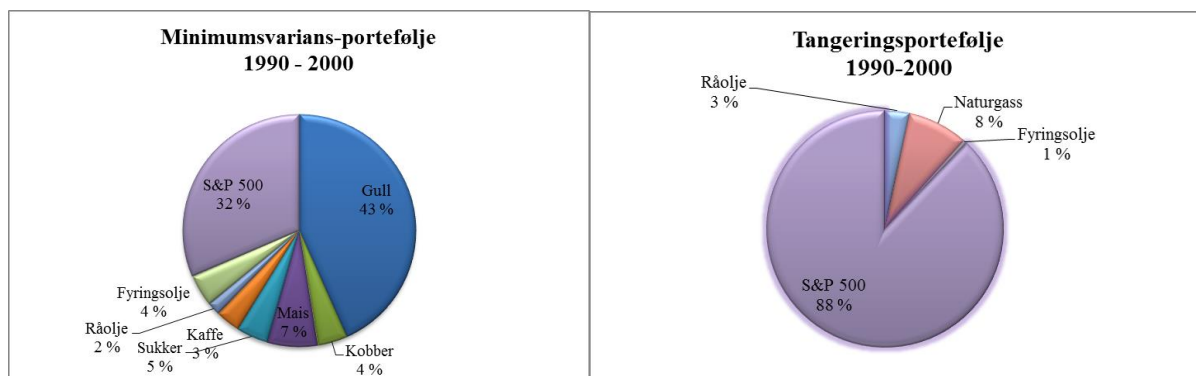 Minimumsvarians-portefølje
1990 - 2000
S&P 500
32 %
Gull
43 %
Fyringsolje
4 %
Råolje
2 %
Sukker
5 %
Kaffe
3 %
Mais
7 %
Kobber
4 %
Tangeringsportefølje
1990-2000
Råolje
3 %
Naturgass
8 %
Fyringsolje
1 %
S&P 500
88 %